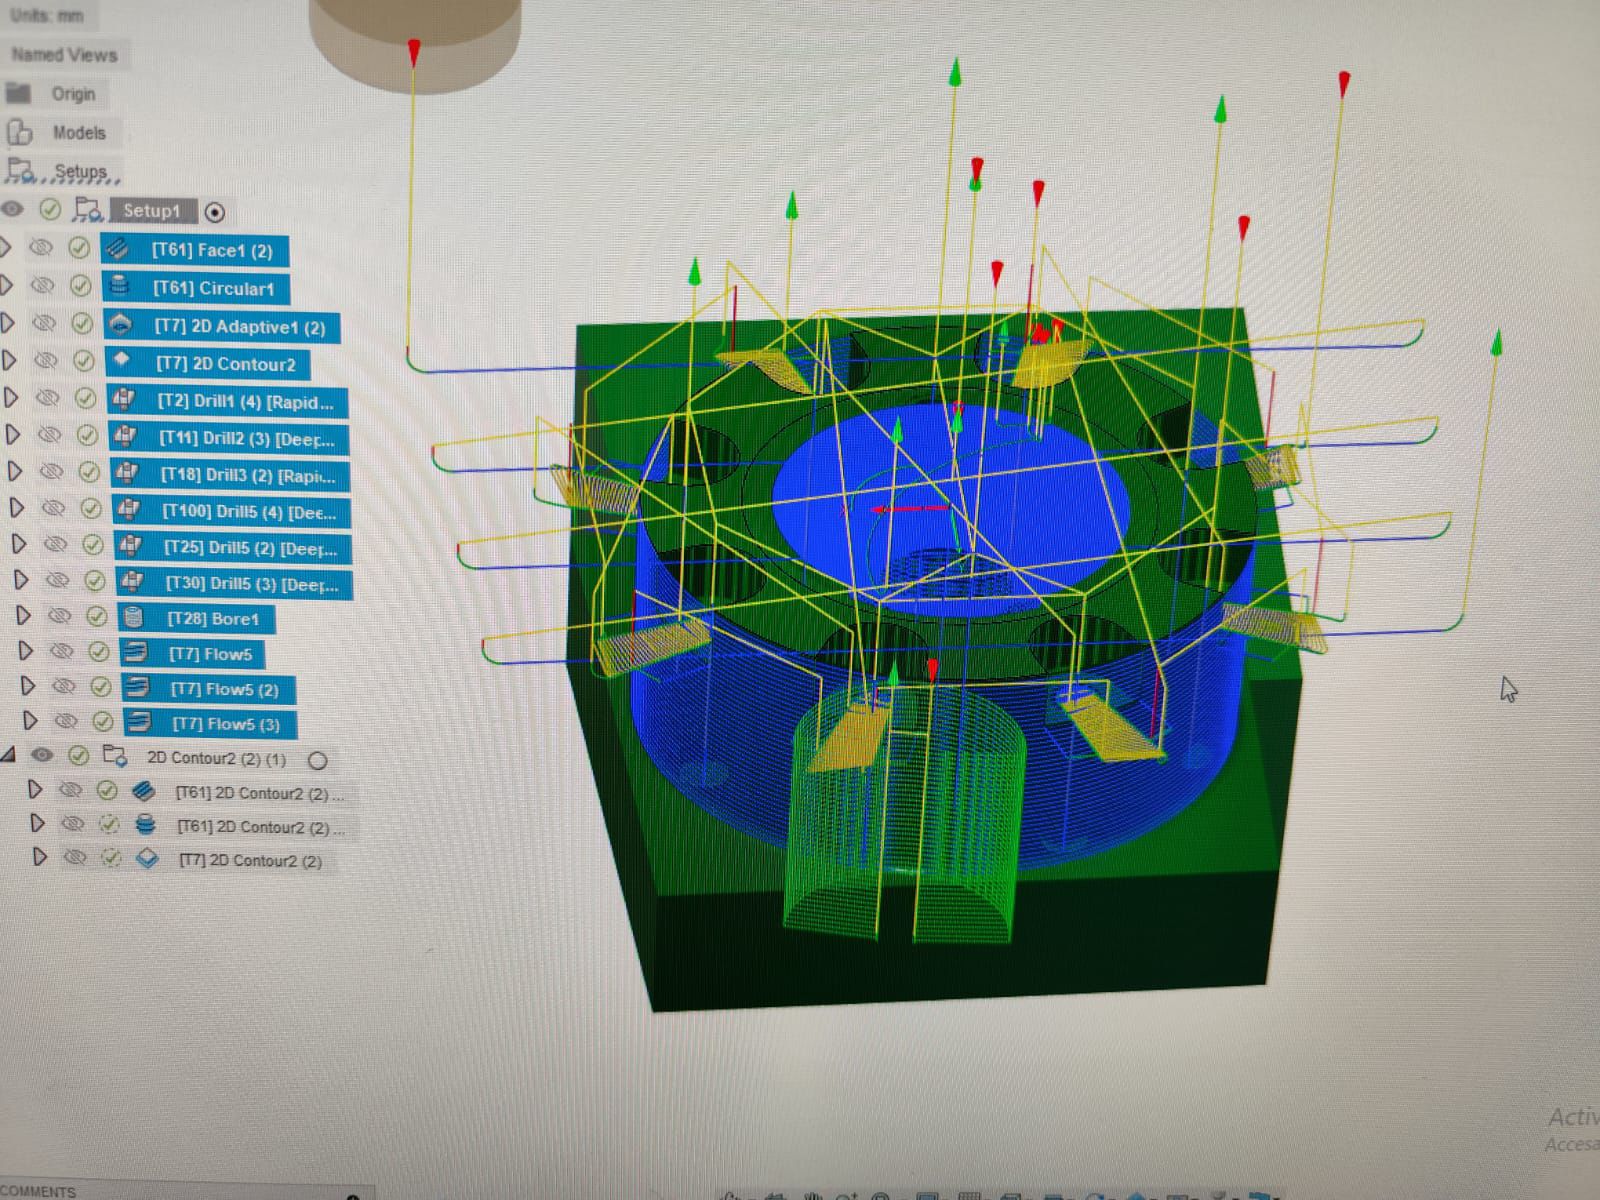 Units: mm
Named Views
Origin
Models
Setups
Setup1
[T61] Face1 (2)
[T61] Circular1
[T7] 2D Adaptive1 (2)
[T7] 2D Contour2
[T2] Drill1 (4) [Rapid...
[T11] Drill2 (3) [Deep...
[T18] Drill3 (2) [Rapi...
[T100] Drill5 (4) [Dee...
[T25] Drill5 (2) [Deep...
[T30] Drill5 (3) [Deep...
[T28] Bore1
[T7] Flow5
[T7] Flow5 (2)
[T7] Flow5 (3)
2D Contour2 (2) (1)
[T61] 2D Contour2 (2) ...
[T61] 2D Contour2 (2) ...
[T7] 2D Contour2 (2)
Activ
Accesa
COMMENTS